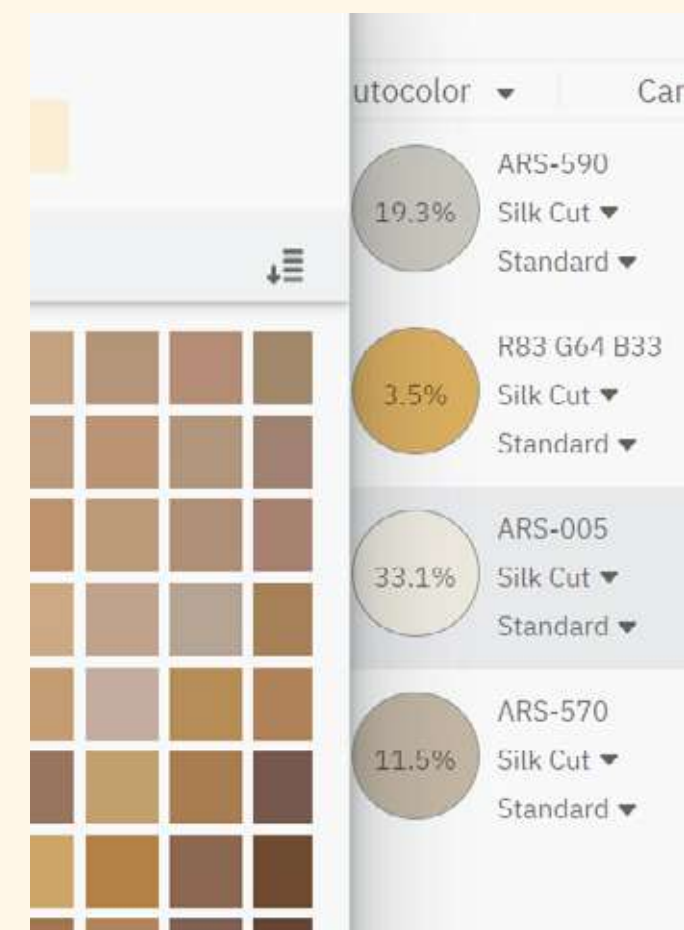 utocolor
Car
19.3%
ARS-590
Silk Cut
Standard
3.5%
R83 G64 B33
Silk Cut
Standard
33.1%
ARS-005
Silk Cut
Standard
11.5%
ARS-570
Silk Cut
Standard